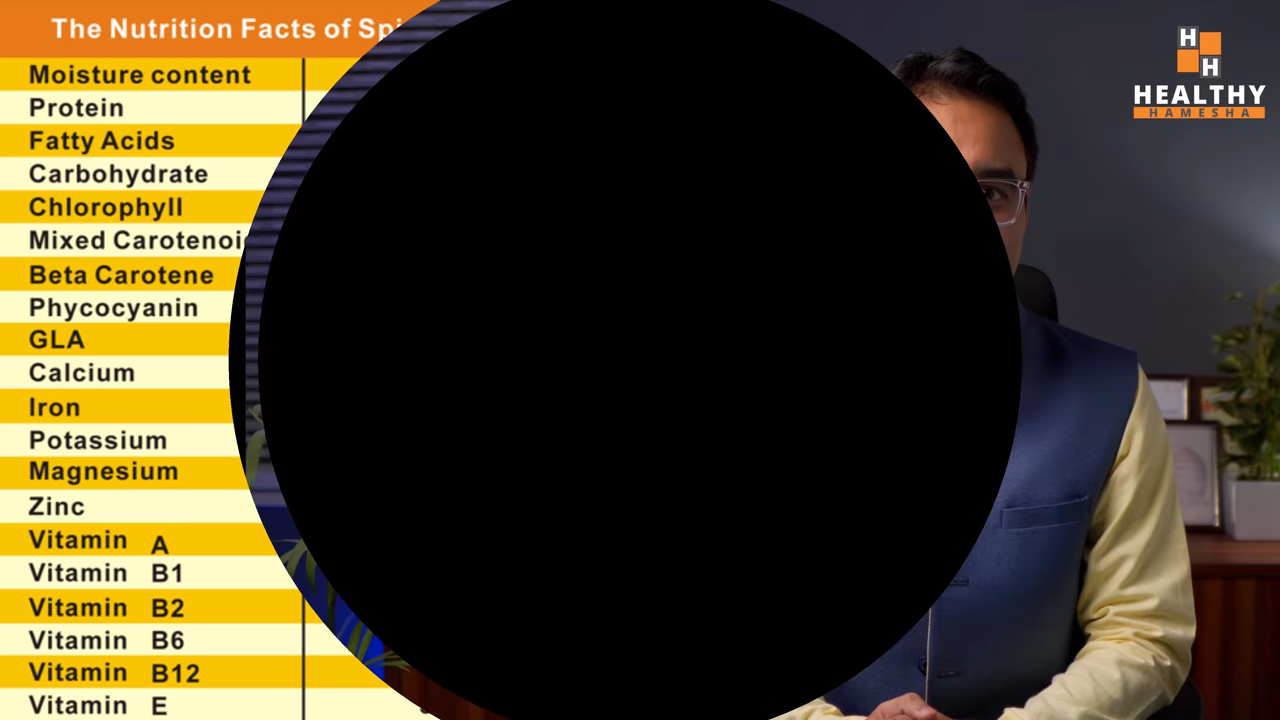 The Nutrition Facts of
Moisture content
Protein
Fatty Acids
Carbohydrate
Chlorophyll
Mixed
Beta Carotene
Phycocyanin
GLA
Calcium
Iron
Potassium
Magnesium
Zinc
Vitamin A
Vitamin B1
Vitamin B2
Vitamin B6
Vitamin B12
Vitamin E
H
H
HEALTHY
HAMESHA